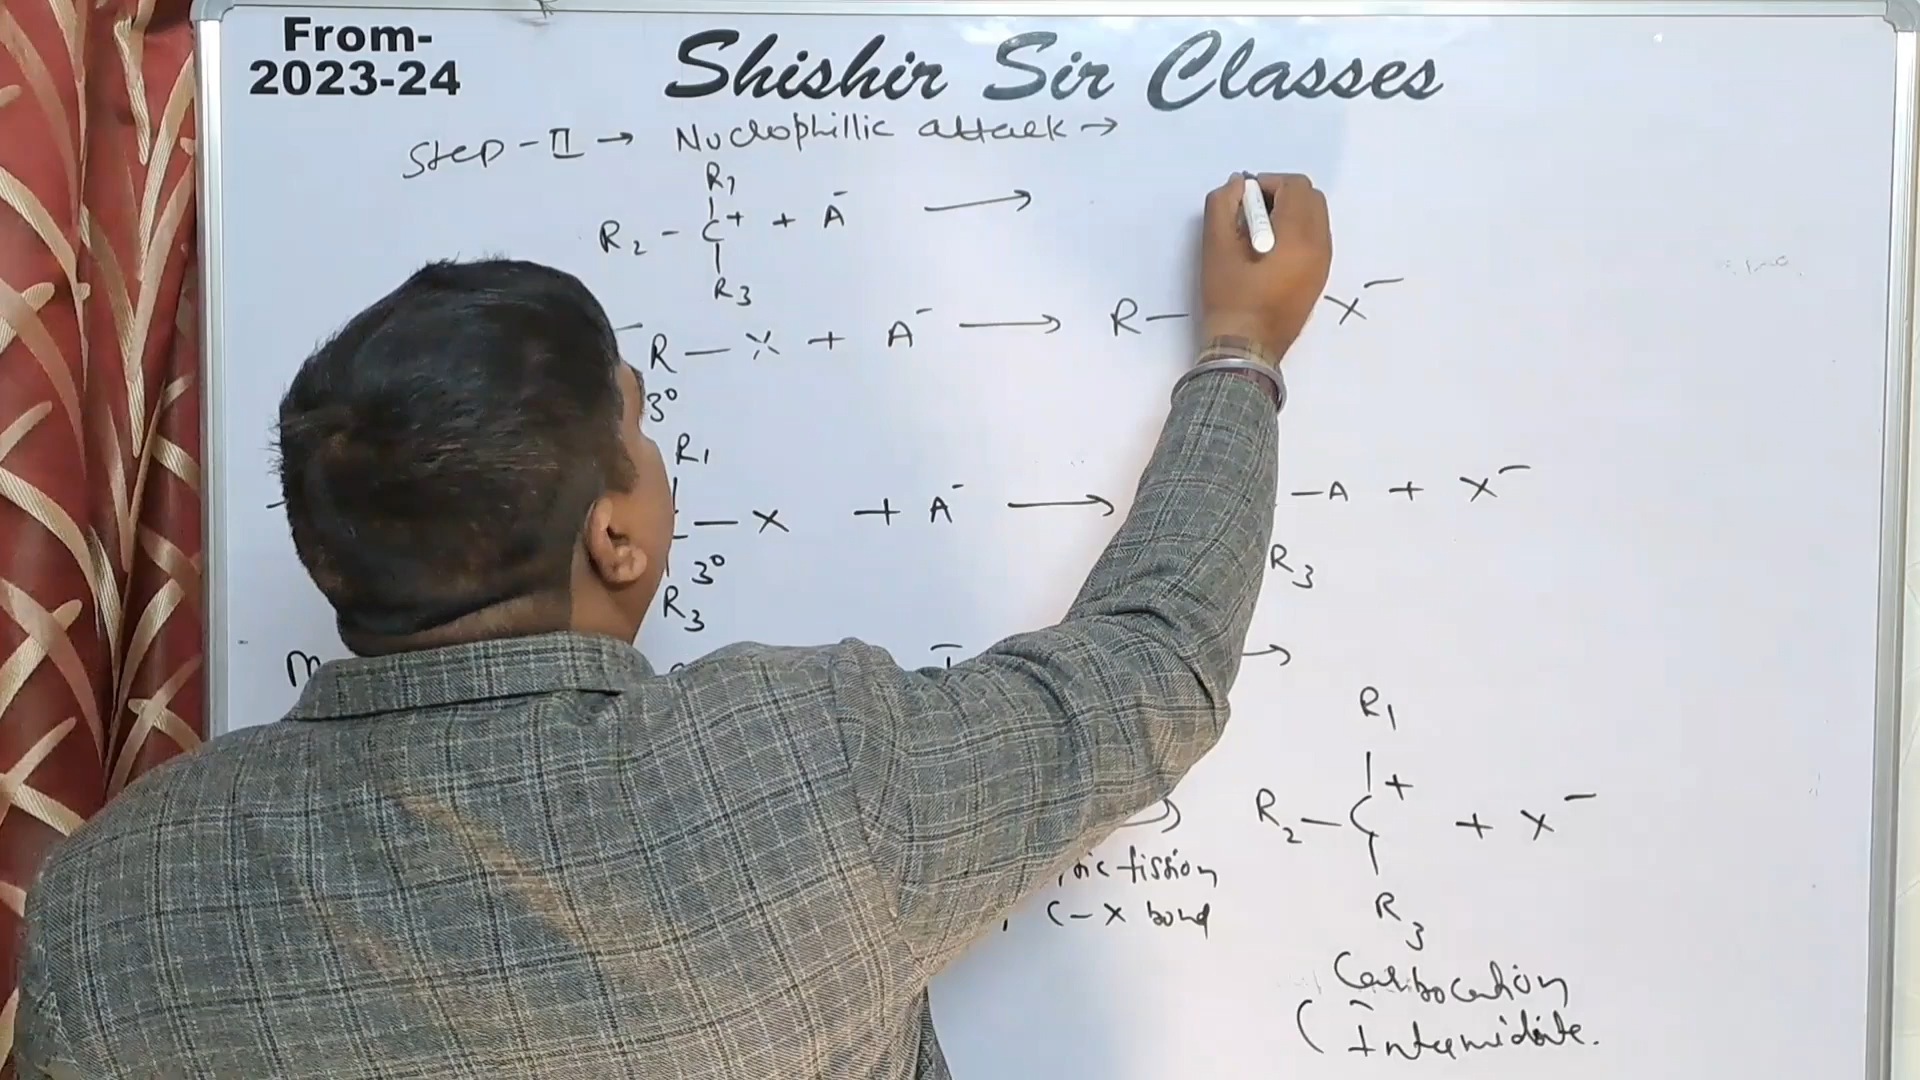 From-
2023-24
Shishir Sir Classes
Step-II → Nuclophillic attack →
R1
R2 - C+ + A- →
R3
R — X + A- → R — X-
3°
R1
— X + A- → — A + X-
3°
R3
R3
→
R1
R2 — C+ + X-
R3
fission
C-X bond
Carbocation
( Intermidiate.